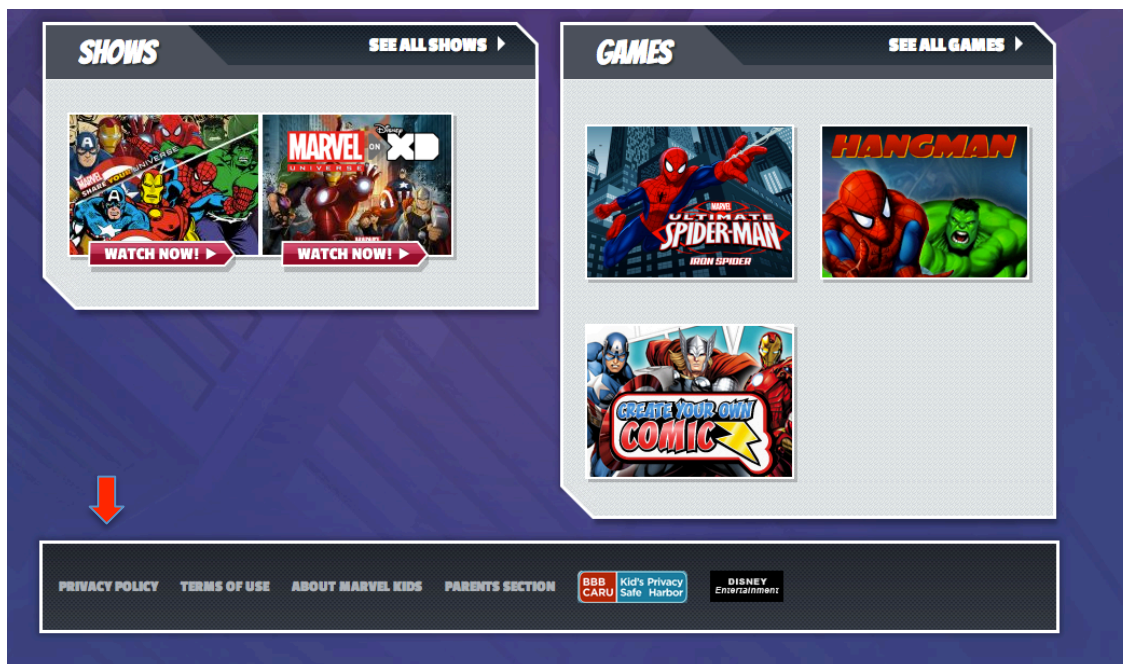 SHOWS
SEE ALL SHOWS
MARVEL
SHARE YOUR UNIVERSE
A
WATCH NOW!
MARVEL
UNIVERSE
ON
Disney
XD
MARVEL
WATCH NOW!
GAMES
SEE ALL GAMES
MARVEL
ULTIMATE
SPIDER-MAN
IRON SPIDER
HANGMAN
CREATE YOUR OWN
COMIC
PRIVACY POLICY
TERMS OF USE
ABOUT MARVEL KIDS
PARENTS SECTION
BBB
CARU
Kid's Privacy
Safe Harbor
DISNEY
Entertainment